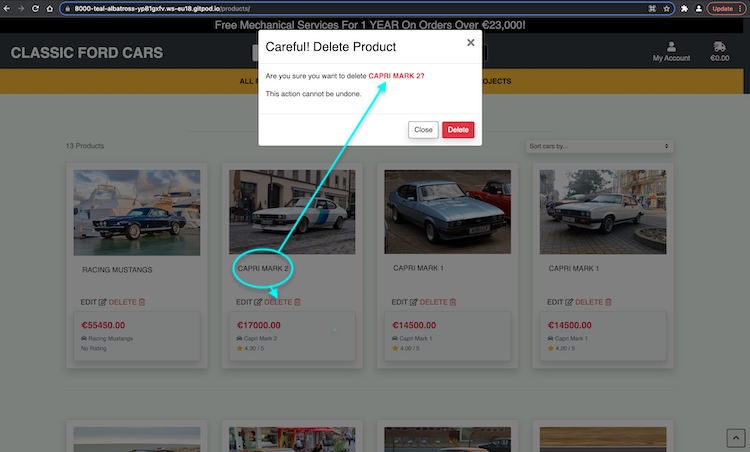 8000-teal-albatross-yp81gxfv.ws-eu18.gitpod.io/products/
Update
Free Mechanical Services For 1 YEAR On Orders Over €23,000!
CLASSIC FORD CARS
My Account
€0.00
Careful! Delete Product
×
Are you sure you want to delete CAPRI MARK 2?
This action cannot be undone.
Close
Delete
13 Products
Sort cars by...
RACING MUSTANGS
EDIT DELETE
€55450.00
Racing Mustangs
No Rating
CAPRI MARK 2
EDIT DELETE
€17000.00
Capri Mark 2
4.30 / 5
CAPRI MARK 1
EDIT DELETE
€14500.00
Capri Mark 1
4.00 / 5
CAPRI MARK 1
EDIT DELETE
€14500.00
Capri Mark 1
4.00 / 5